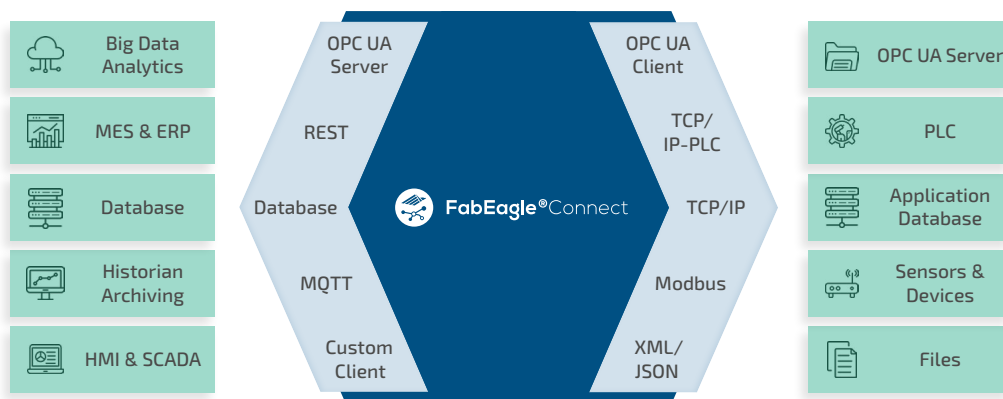 Big Data
Analytics
MES & ERP
Database
Historian
Archiving
HMI & SCADA
OPC UA
Server
REST
Database
MQTT
Custom
Client
FabEagle®Connect
OPC UA
Client
TCP/
IP-PLC
TCP/IP
Modbus
XML/
JSON
OPC UA Server
PLC
Application
Database
Sensors &
Devices
Files